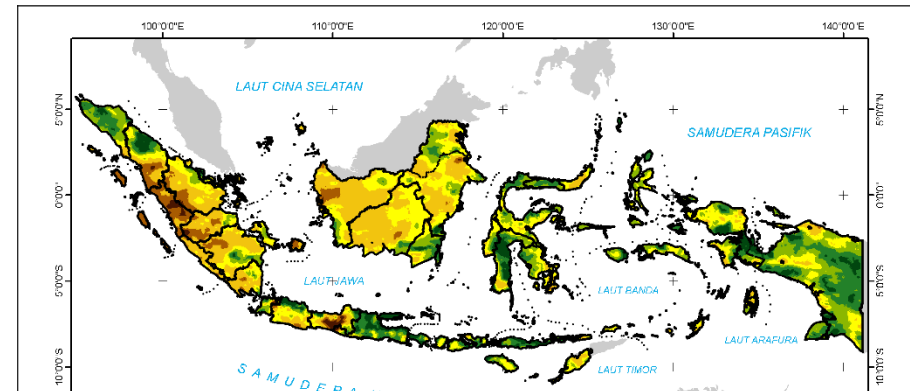 100°0'0"E 110°0'0"E 120°0'0"E 130°0'0"E 140°0'0"E
LAUT CINA SELATAN
5°0'0"N 5°0'0"N
SAMUDERA PASIFIK
0°0'0" 0°0'0"
LAUT JAWA
LAUT BANDA
5°0'0"S 5°0'0"S
LAUT ARAFURA
LAUT TIMOR
10°0'0"S 10°0'0"S
SAMUDERA